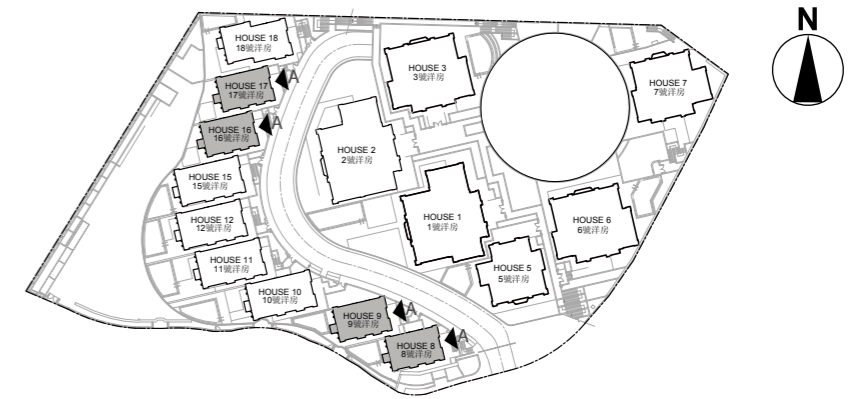 N
HOUSE 18
18號洋房
HOUSE 3
3號洋房
HOUSE 7
7號洋房
HOUSE 17
17號洋房
A
HOUSE 16
16號洋房
A
HOUSE 2
2號洋房
HOUSE 15
15號洋房
HOUSE 12
12號洋房
HOUSE 1
1號洋房
HOUSE 6
6號洋房
HOUSE 11
11號洋房
HOUSE 5
5號洋房
HOUSE 10
10號洋房
HOUSE 9
9號洋房
A
HOUSE 8
8號洋房
A